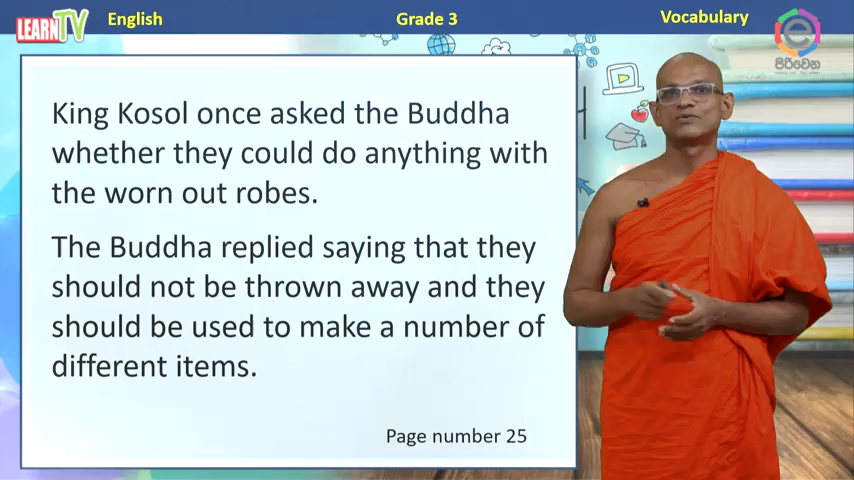 LEARN TV
English
Grade 3
Vocabulary
පිරිවෙන
King Kosol once asked the Buddha
whether they could do anything with
the worn out robes.
The Buddha replied saying that they
should not be thrown away and they
should be used to make a number of
different items.
Page number 25